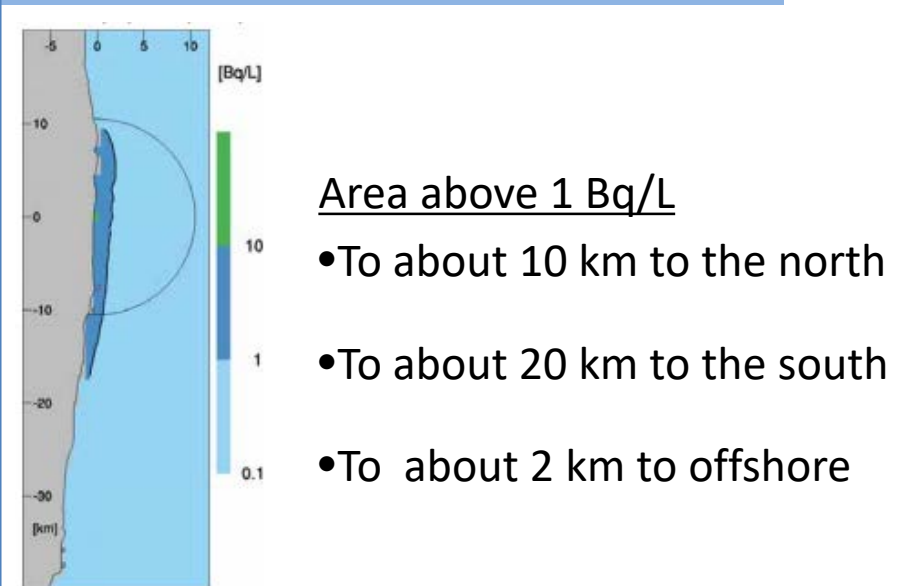 -5 0 5 10
[Bq/L]
10
0
-10
-20
-30
[km]
10
1
0.1
Area above 1 Bq/L
•To about 10 km to the north
•To about 20 km to the south
•To about 2 km to offshore